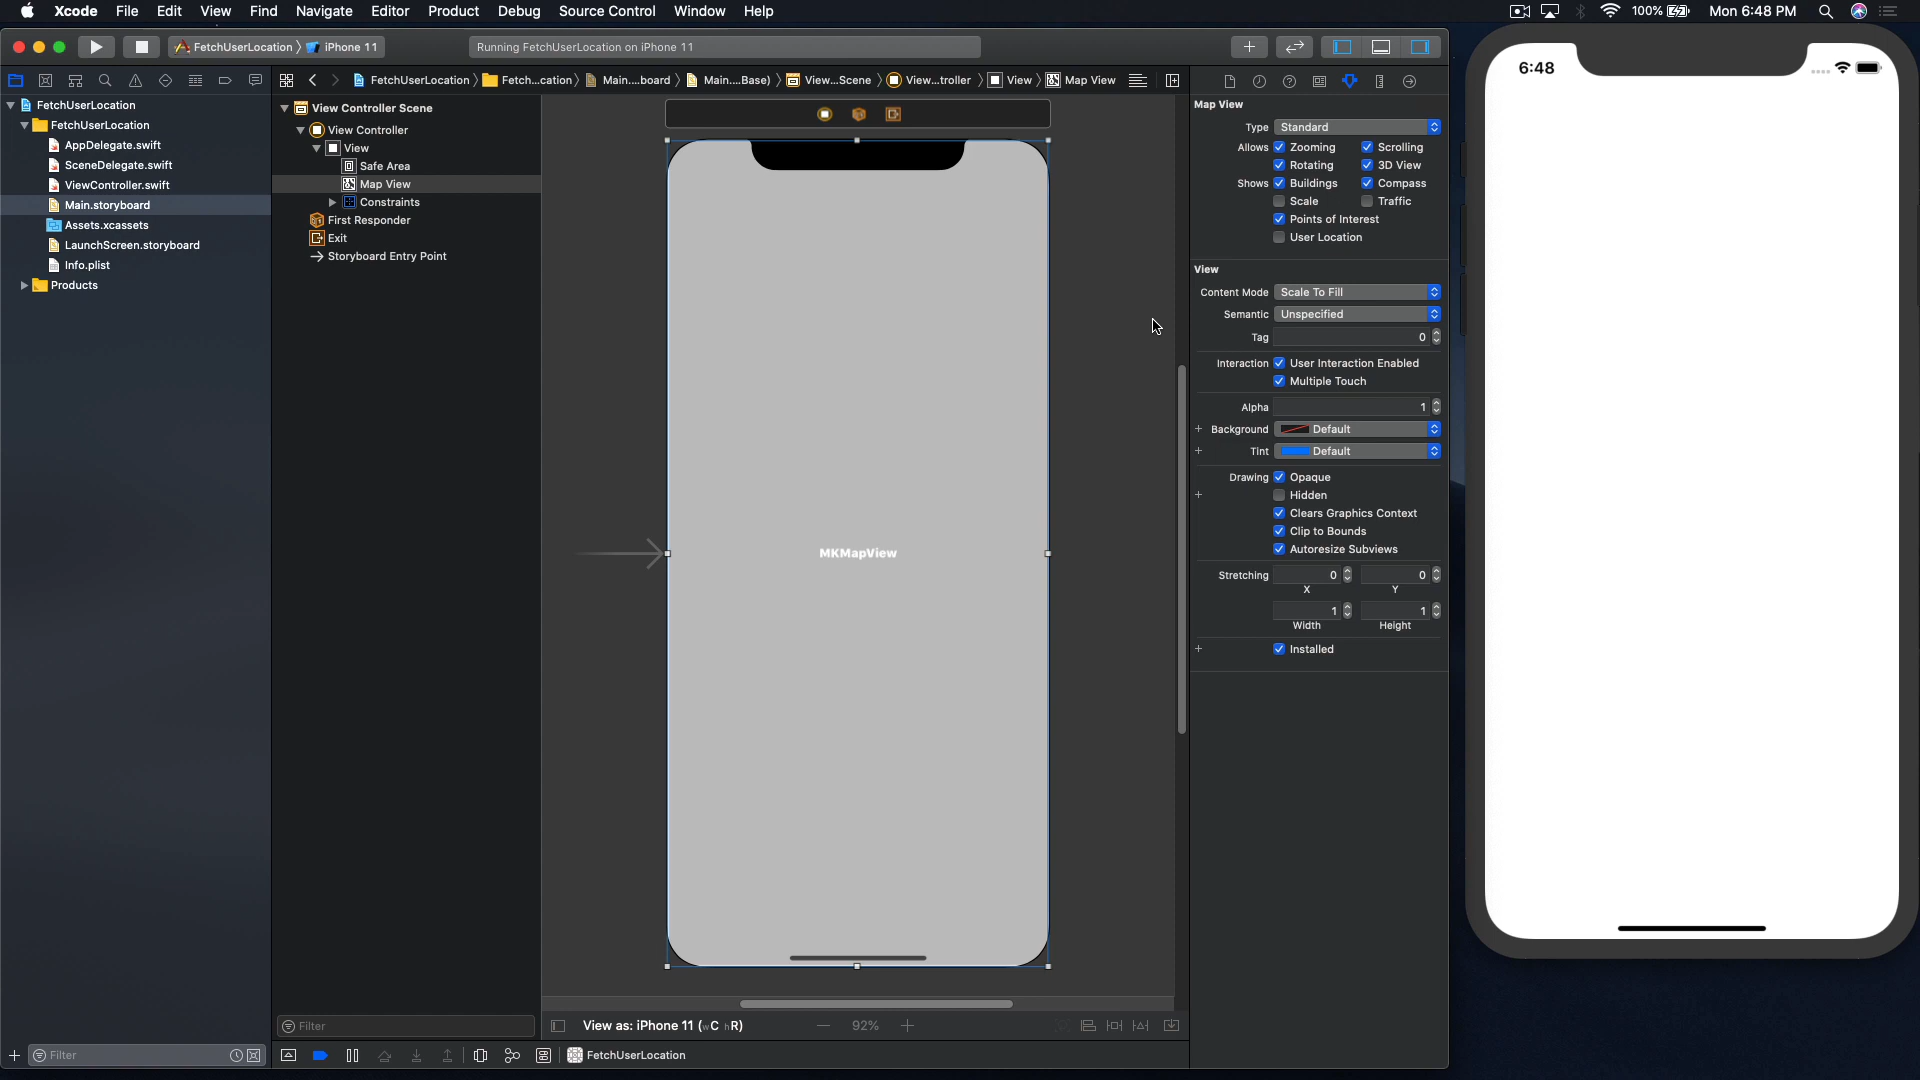 Xcode File Edit View Find Navigate Editor Product Debug Source Control Window Help
100% Mon 6:48 PM
FetchUserLocation iPhone 11
Running FetchUserLocation on iPhone 11
FetchUserLocation Fetch...cation Main....board Main....Base) View...Scene View...troller View Map View
FetchUserLocation
FetchUserLocation
AppDelegate.swift
SceneDelegate.swift
ViewController.swift
Main.storyboard
Assets.xcassets
LaunchScreen.storyboard
Info.plist
Products
Filter
View Controller Scene
View Controller
View
Safe Area
Map View
Constraints
First Responder
Exit
Storyboard Entry Point
Filter
MKMapView
View as: iPhone 11 (wC hR)
92%
FetchUserLocation
Map View
Type Standard
Allows Zooming Scrolling
Rotating 3D View
Shows Buildings Compass
Scale Traffic
Points of Interest
User Location
View
Content Mode Scale To Fill
Semantic Unspecified
Tag 0
Interaction User Interaction Enabled
Multiple Touch
Alpha 1
+ Background Default
+ Tint Default
Drawing Opaque
+ Hidden
Clears Graphics Context
Clip to Bounds
Autoresize Subviews
Stretching 0 0
X Y
1 1
Width Height
+ Installed
6:48